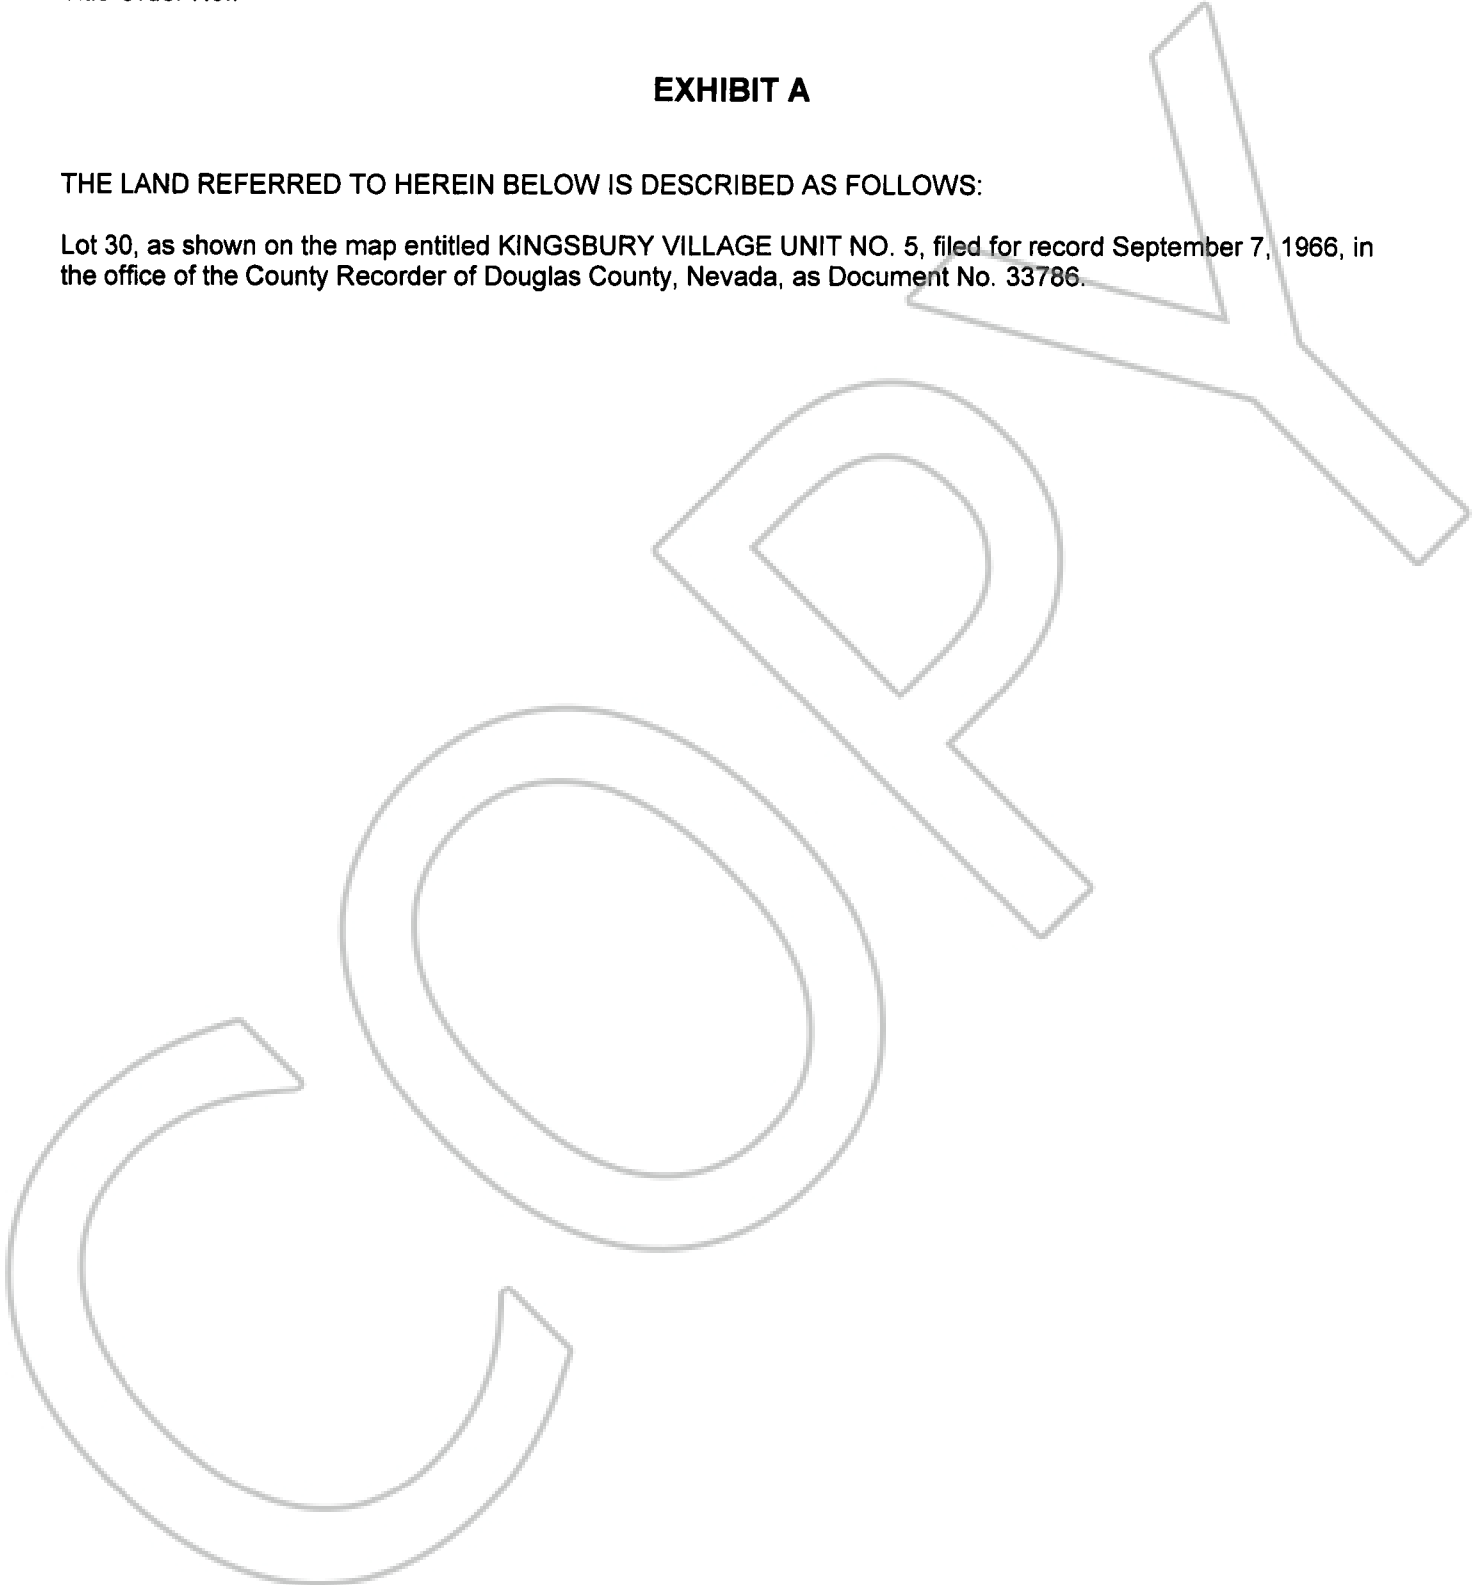 EXHIBIT A
THE LAND REFERRED TO HEREIN BELOW IS DESCRIBED AS FOLLOWS:
Lot 30, as shown on the map entitled KINGSBURY VILLAGE UNIT NO. 5, filed for record September 7, 1966, in
the office of the County Recorder of Douglas County, Nevada, as Document No. 33786.
COPY